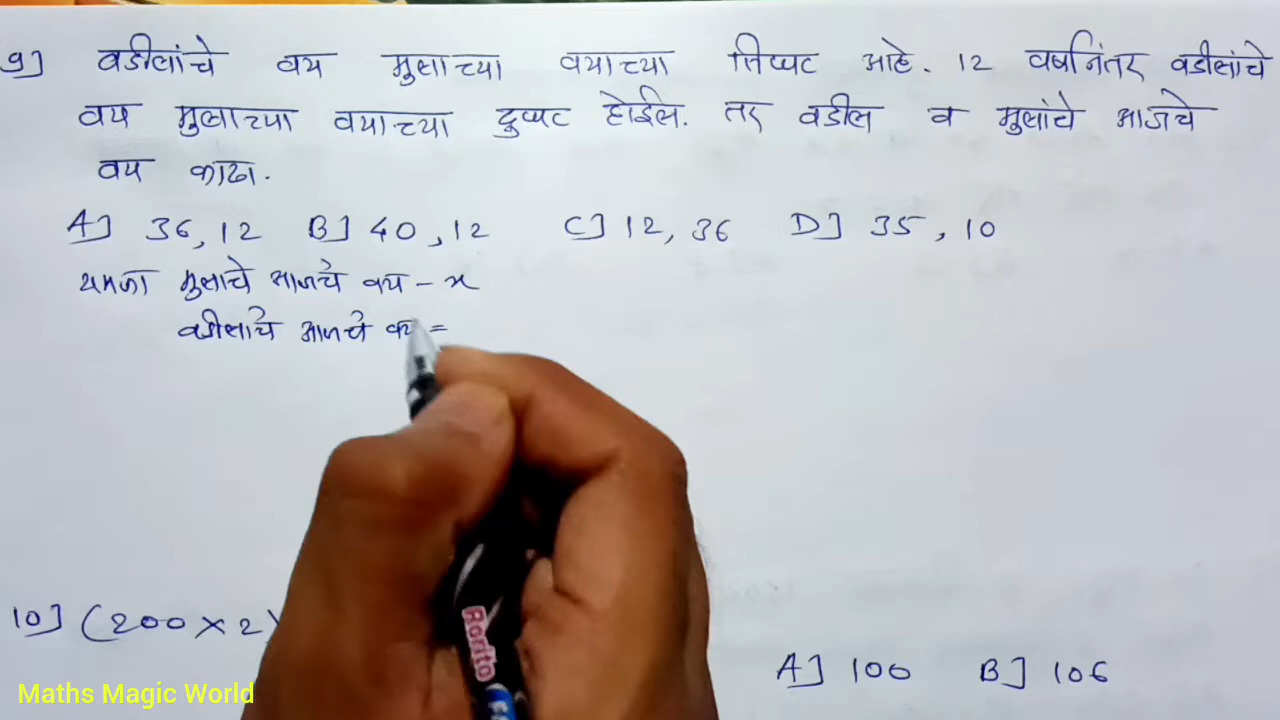 9] वडीलांचे वय मुलाच्या वयाच्या तिप्पट आहे. 12 वर्षानंतर वडीलांचे
वय मुलाच्या वयाच्या दुप्पट होईल. तर वडील व मुलांचे आजचे
वय काढा.
A] 36, 12 B] 40, 12 C] 12, 36 D] 35, 10
समजा मुलाचे आजचे वय - x
वडीलाचे आजचे वय =
10] (200 × 2)
A] 100 B] 106
Rorito
Maths Magic World